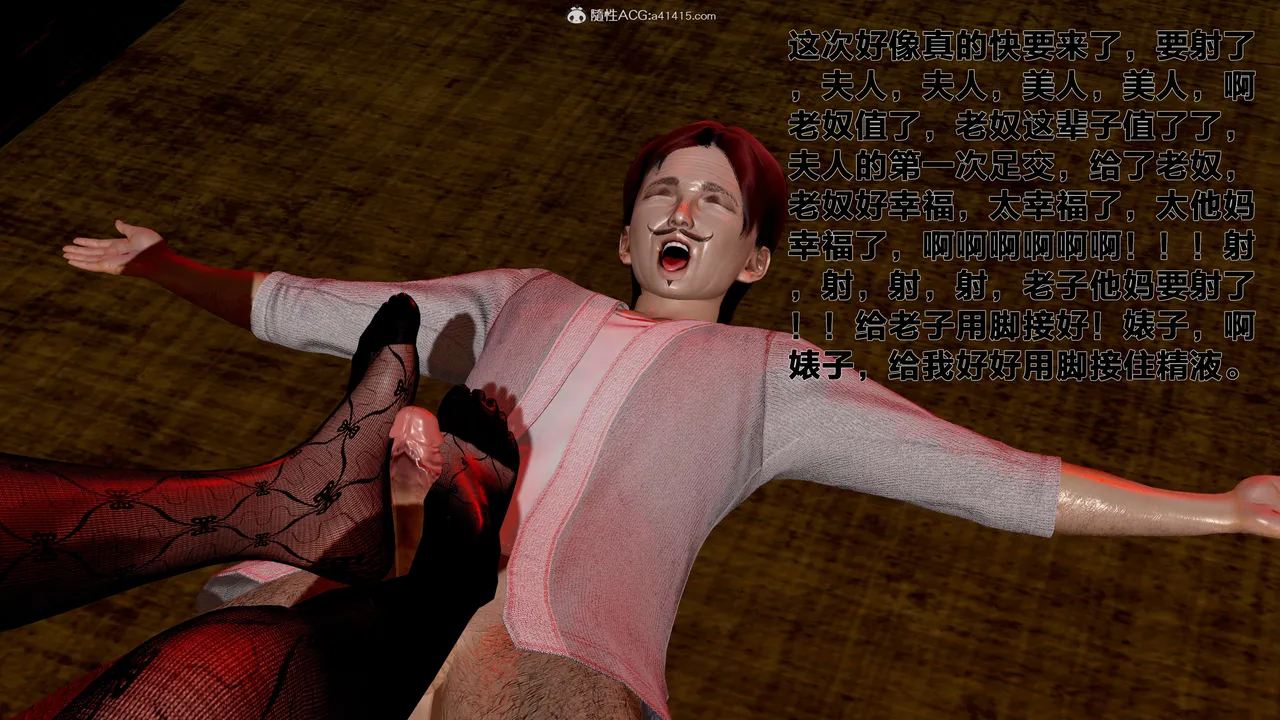 隨性ACG:a41415.com
这次好像真的快要来了，要射了
，夫人，夫人，美人，美人，啊
老奴值了，老奴这辈子值了了，
夫人的第一次足交，给了老奴，
老奴好幸福，太幸福了，太他妈
幸福了，啊啊啊啊啊啊！！！射
，射，射，射，老子他妈要射了
！！给老子用脚接好！婊子，啊
婊子，给我好好用脚接住精液。